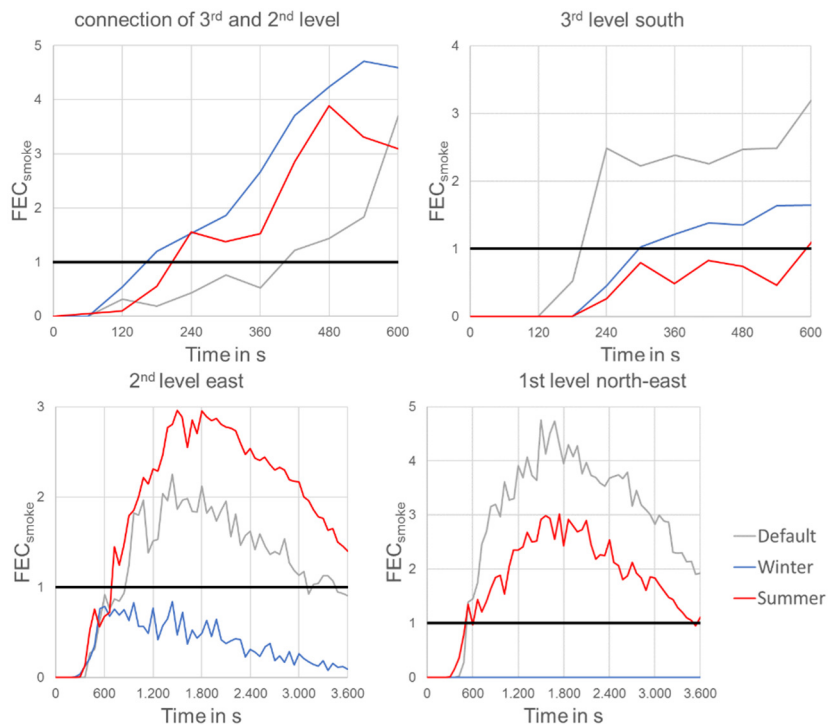 connection of 3rd and 2nd level
5
4
3
2
1
0
FECsmoke
0 120 240 360 480 600
Time in s
3rd level south
4
3
2
1
0
FECsmoke
0 120 240 360 480 600
Time in s
2nd level east
3
2
1
0
FECsmoke
0 600 1.200 1.800 2.400 3.000 3.600
Time in s
1st level north-east
5
4
3
2
1
0
FECsmoke
0 600 1.200 1.800 2.400 3.000 3.600
Time in s
Default
Winter
Summer